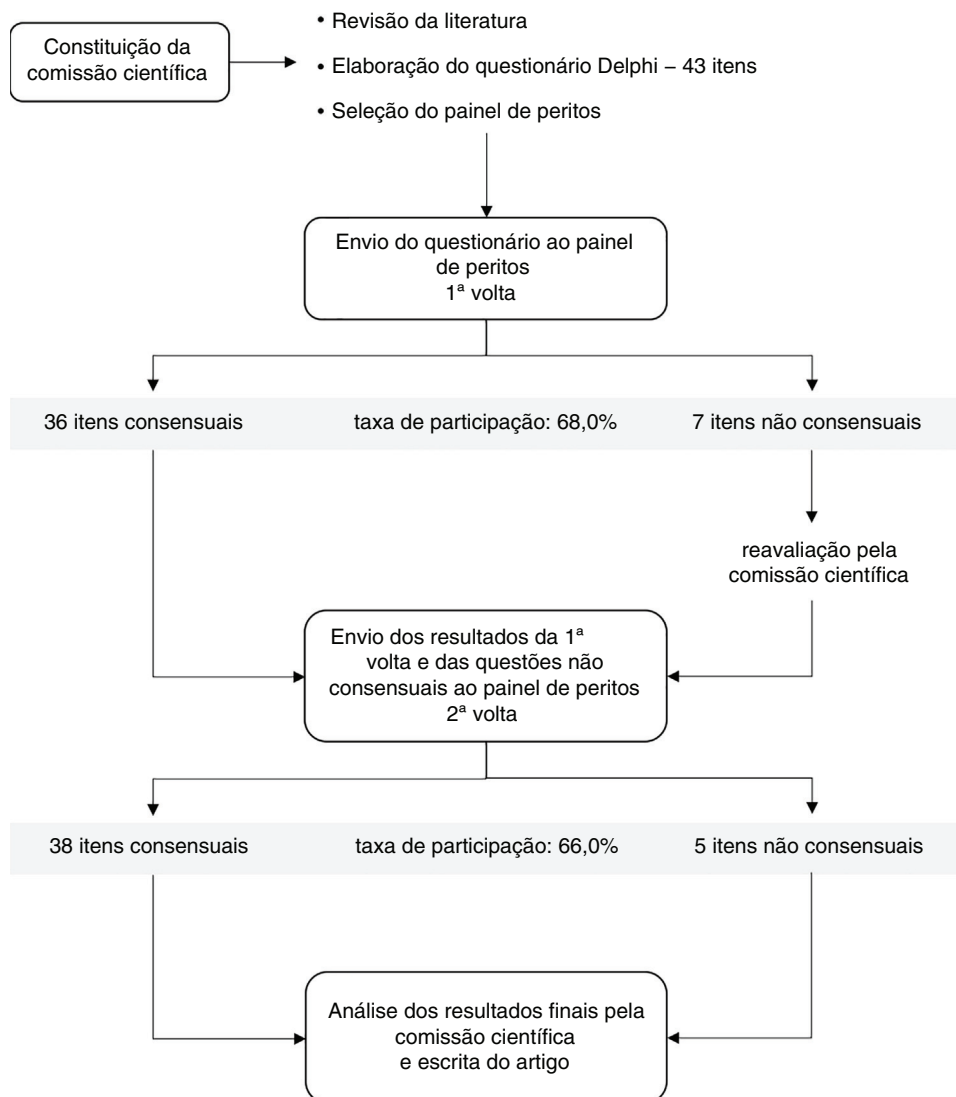 Constituição da
comissão científica
• Revisão da literatura
• Elaboração do questionário Delphi – 43 itens
• Seleção do painel de peritos
Envio do questionário ao painel
de peritos
1ª volta
36 itens consensuais
taxa de participação: 68,0%
7 itens não consensuais
reavaliação pela
comissão científica
Envio dos resultados da 1ª
volta e das questões não
consensuais ao painel de peritos
2ª volta
38 itens consensuais
taxa de participação: 66,0%
5 itens não consensuais
Análise dos resultados finais pela
comissão científica
e escrita do artigo